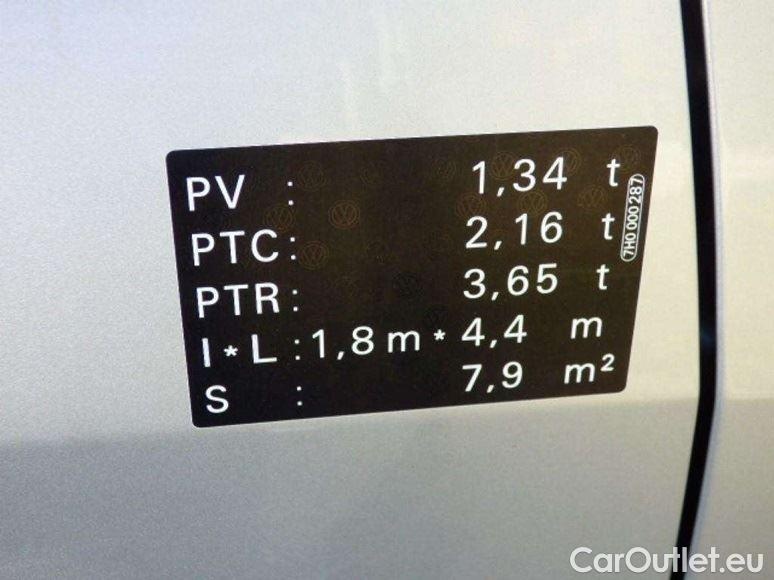 PV : 1,34 t
PTC: 2,16 t
PTR: 3,65 t
I*L :1,8 m * 4,4 m
S : 7,9 m²
7H0 000 287
CarOutlet.eu